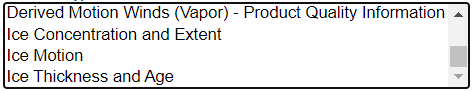 Derived Motion Winds (Vapor) - Product Quality Information
Ice Concentration and Extent
Ice Motion
Ice Thickness and Age